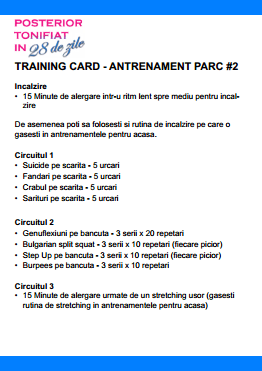 POSTERIOR
TONIFIAT
IN 28 de zile
TRAINING CARD - ANTRENAMENT PARC #2
Incalzire
• 15 Minute de alergare intr-u ritm lent spre mediu pentru incal-
zire
De asemenea poti sa folosesti si rutina de incalzire pe care o
gasesti in antrenamentele pentru acasa.
Circuitul 1
• Suicide pe scarita - 5 urcari
• Fandari pe scarita - 5 urcari
• Crabul pe scarita - 5 urcari
• Sarituri pe scarita - 5 urcari
Circuitul 2
• Genuflexiuni pe bancuta - 3 serii x 20 repetari
• Bulgarian split squat - 3 serii x 10 repetari (fiecare picior)
• Step Up pe bancuta - 3 serii x 10 repetari (fiecare picior)
• Burpees pe bancuta - 3 serii x 10 repetari
Circuitul 3
• 15 Minute de alergare urmate de un stretching usor (gasesti
rutina de stretching in antrenamentele pentru acasa)